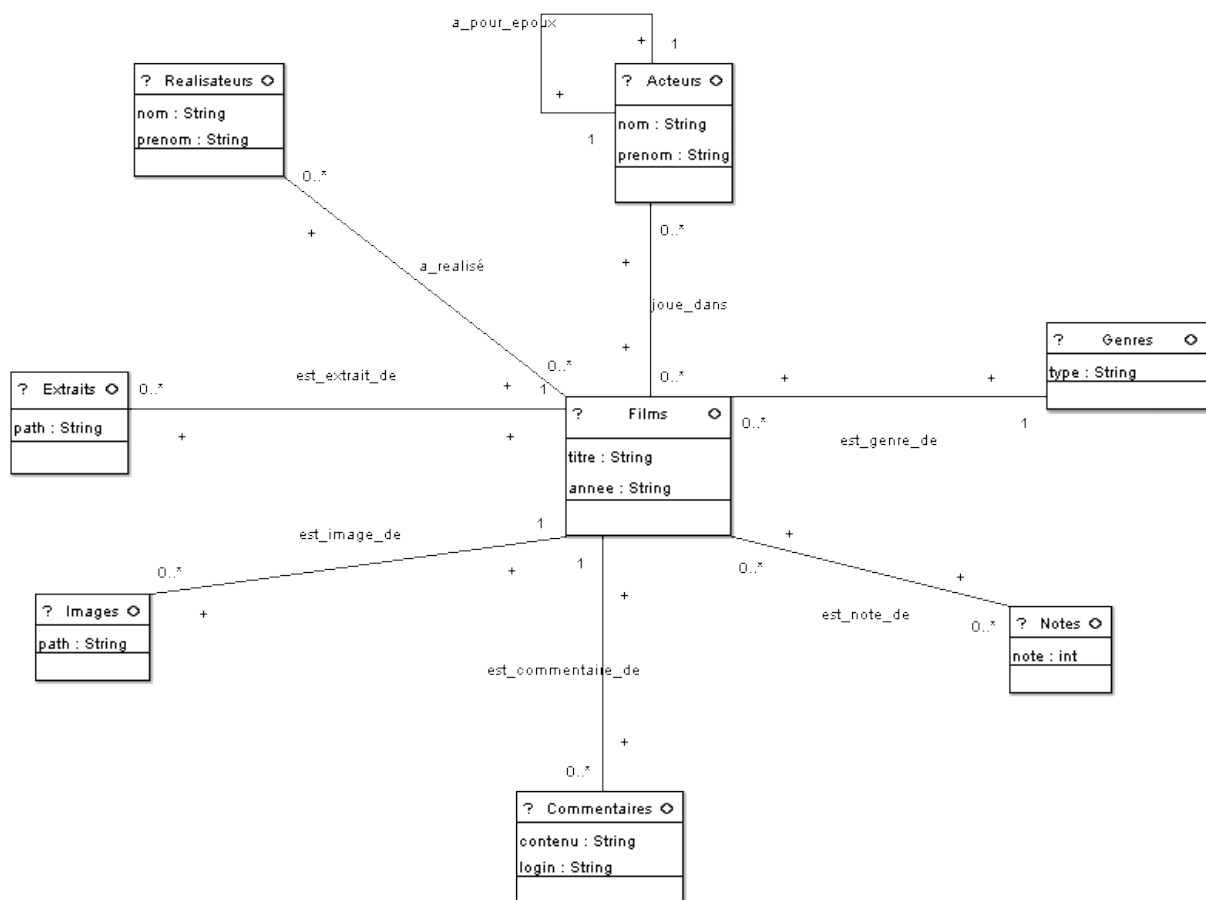 a_pour_epoux
+ 1
? Realisateurs
nom : String
prenom : String
? Acteurs
nom : String
prenom : String
+
1
0..*
+
a_realisé
0..*
+
joue_dans
+
0..*
? Genres
type : String
0..*
1
+ +
0..*
1
est_genre_de
? Extraits
path : String
0..*
est_extrait_de
+
1
+
+
? Films
titre : String
annee : String
est_image_de
1
0..*
+
+
? Images
path : String
1
+
est_commentaire_de
+
0..*
+
0..*
+
est_note_de
0..*
? Notes
note : int
? Commentaires
contenu : String
login : String